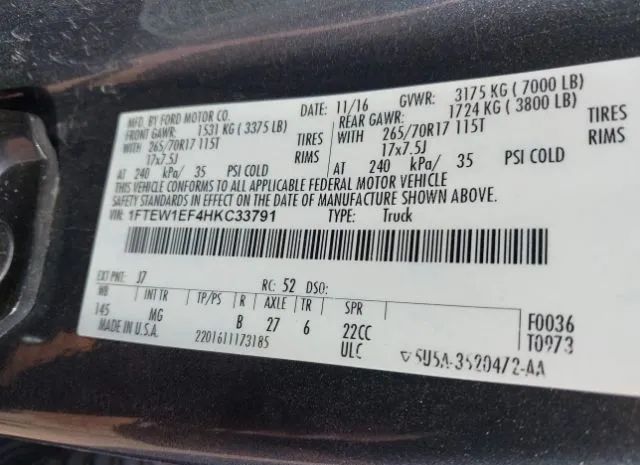 MFD. BY FORD MOTOR CO.
DATE: 11/16 GVWR: 3175 KG ( 7000 LB)
FRONT GAWR: 1531 KG ( 3375 LB) REAR GAWR: 1724 KG ( 3800 LB)
WITH 265/70R17 115T TIRES WITH 265/70R17 115T TIRES
17x7.5J RIMS 17x7.5J RIMS
AT 240 kPa/ 35 PSI COLD AT 240 kPa/ 35 PSI COLD
THIS VEHICLE CONFORMS TO ALL APPLICABLE FEDERAL MOTOR VEHICLE
SAFETY STANDARDS IN EFFECT ON THE DATE OF MANUFACTURE SHOWN ABOVE.
VIN: 1FTEW1EF4HKC33791 TYPE: Truck
EXT PNT: J7 RC: 52 DSO:
WB INT TR TP/PS R AXLE TR SPR
145 MG B 27 6 22CC F0036
MADE IN U.S.A. 2201611173185 ULC T0973
5U5A-3520472-AA